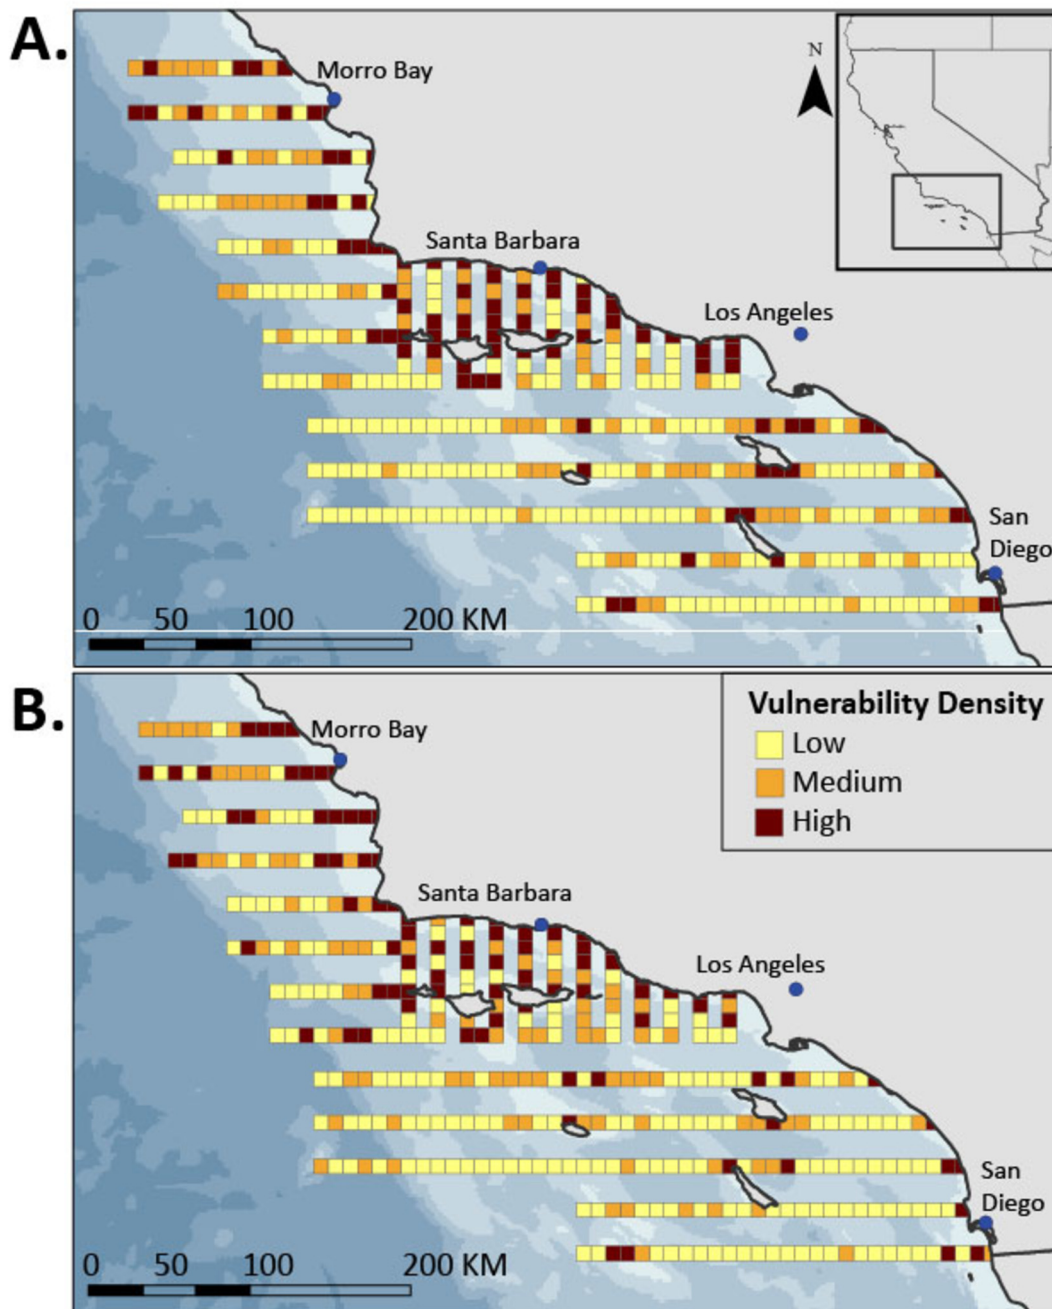 A.
N
Morro Bay
Santa Barbara
Los Angeles
San
Diego
0 50 100 200 KM
B.
Vulnerability Density
Low
Medium
High
Morro Bay
Santa Barbara
Los Angeles
San
Diego
0 50 100 200 KM